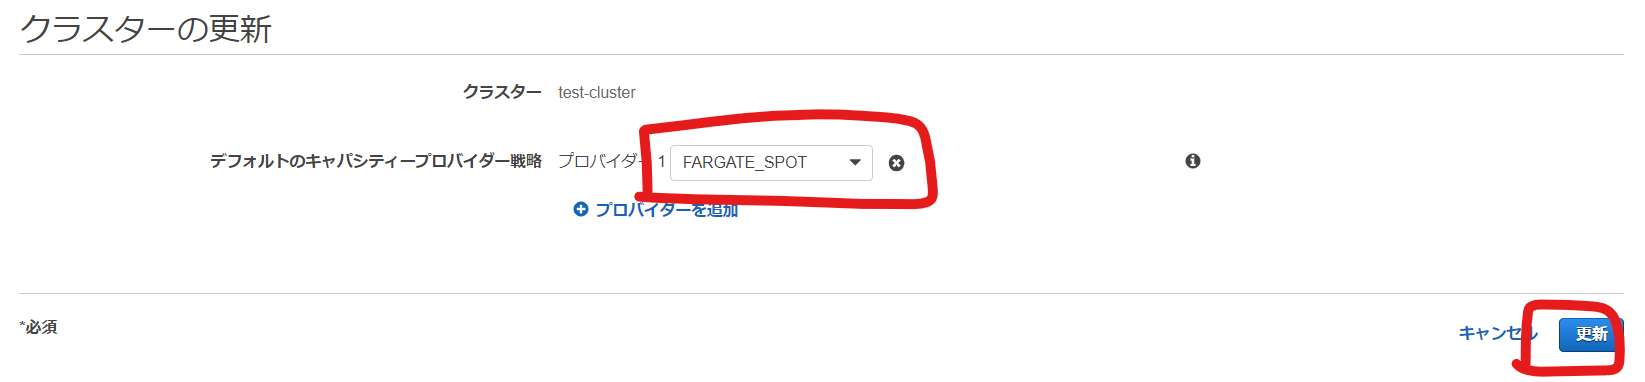 クラスターの更新
クラスター test-cluster
デフォルトのキャパシティープロバイダー戦略 プロバイダー 1 FARGATE_SPOT
プロバイダーを追加
*必須
キャンセル 更新